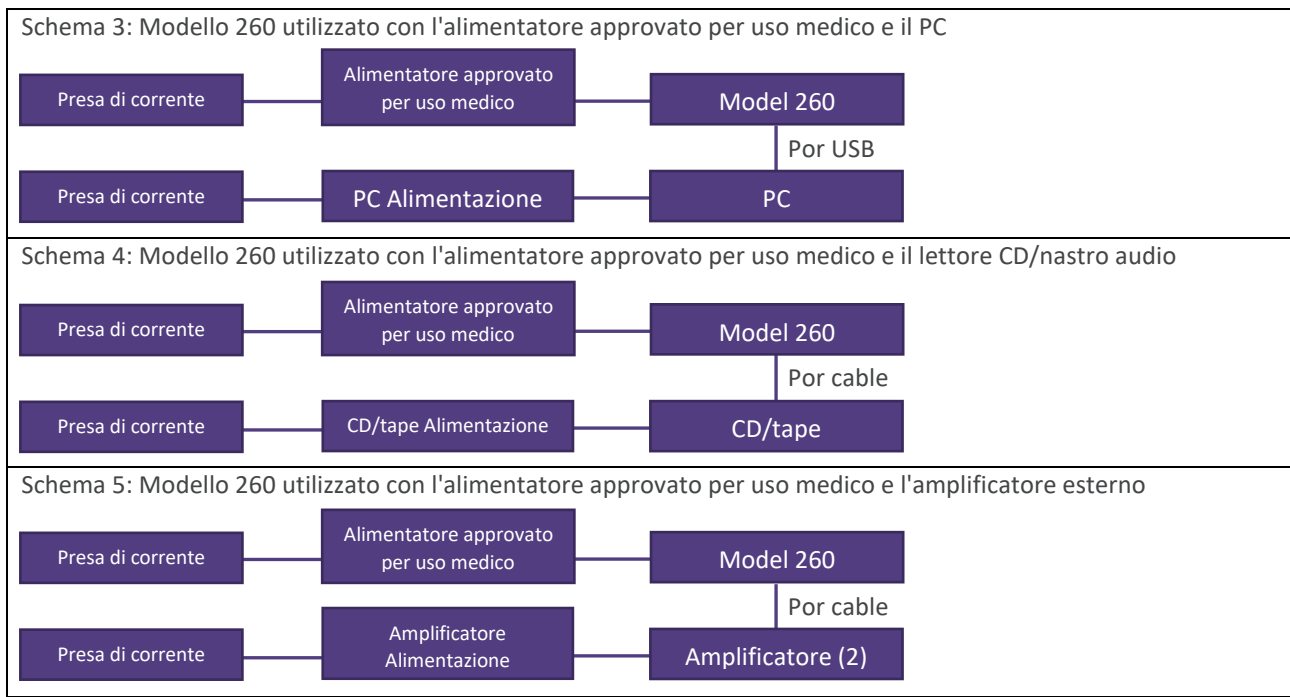 Schema 3: Modello 260 utilizzato con l'alimentatore approvato per uso medico e il PC
Presa di corrente
Alimentatore approvato
per uso medico
Model 260
Por USB
Presa di corrente
PC Alimentazione
PC
Schema 4: Modello 260 utilizzato con l'alimentatore approvato per uso medico e il lettore CD/nastro audio
Presa di corrente
Alimentatore approvato
per uso medico
Model 260
Por cable
Presa di corrente
CD/tape Alimentazione
CD/tape
Schema 5: Modello 260 utilizzato con l'alimentatore approvato per uso medico e l'amplificatore esterno
Presa di corrente
Alimentatore approvato
per uso medico
Model 260
Por cable
Presa di corrente
Amplificatore
Alimentazione
Amplificatore (2)